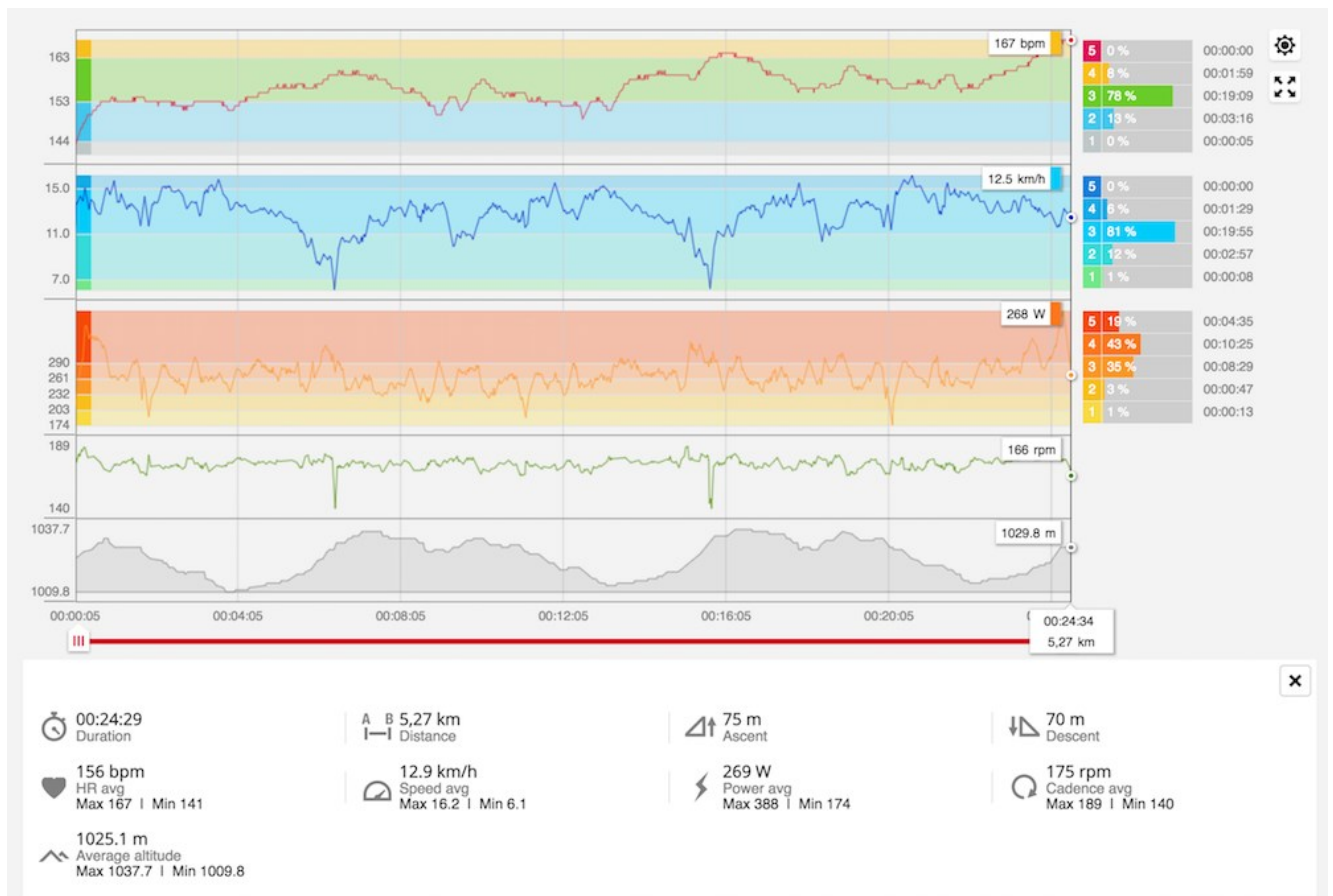 167 bpm
163
153
144
5 0 % 00:00:00
4 8 % 00:01:59
3 78 % 00:19:09
2 13 % 00:03:16
1 0 % 00:00:05
12.5 km/h
15.0
11.0
7.0
5 0 % 00:00:00
4 6 % 00:01:29
3 81 % 00:19:55
2 12 % 00:02:57
1 1 % 00:00:08
268 W
290
261
232
203
174
5 19 % 00:04:35
4 43 % 00:10:25
3 35 % 00:08:29
2 3 % 00:00:47
1 1 % 00:00:13
189
166 rpm
140
1037.7
1029.8 m
1009.8
00:00:05 00:04:05 00:08:05 00:12:05 00:16:05 00:20:05
00:24:34
5,27 km
00:24:29
Duration
A B 5,27 km
Distance
75 m
Ascent
70 m
Descent
156 bpm
HR avg
Max 167 | Min 141
12.9 km/h
Speed avg
Max 16.2 | Min 6.1
269 W
Power avg
Max 388 | Min 174
175 rpm
Cadence avg
Max 189 | Min 140
1025.1 m
Average altitude
Max 1037.7 | Min 1009.8